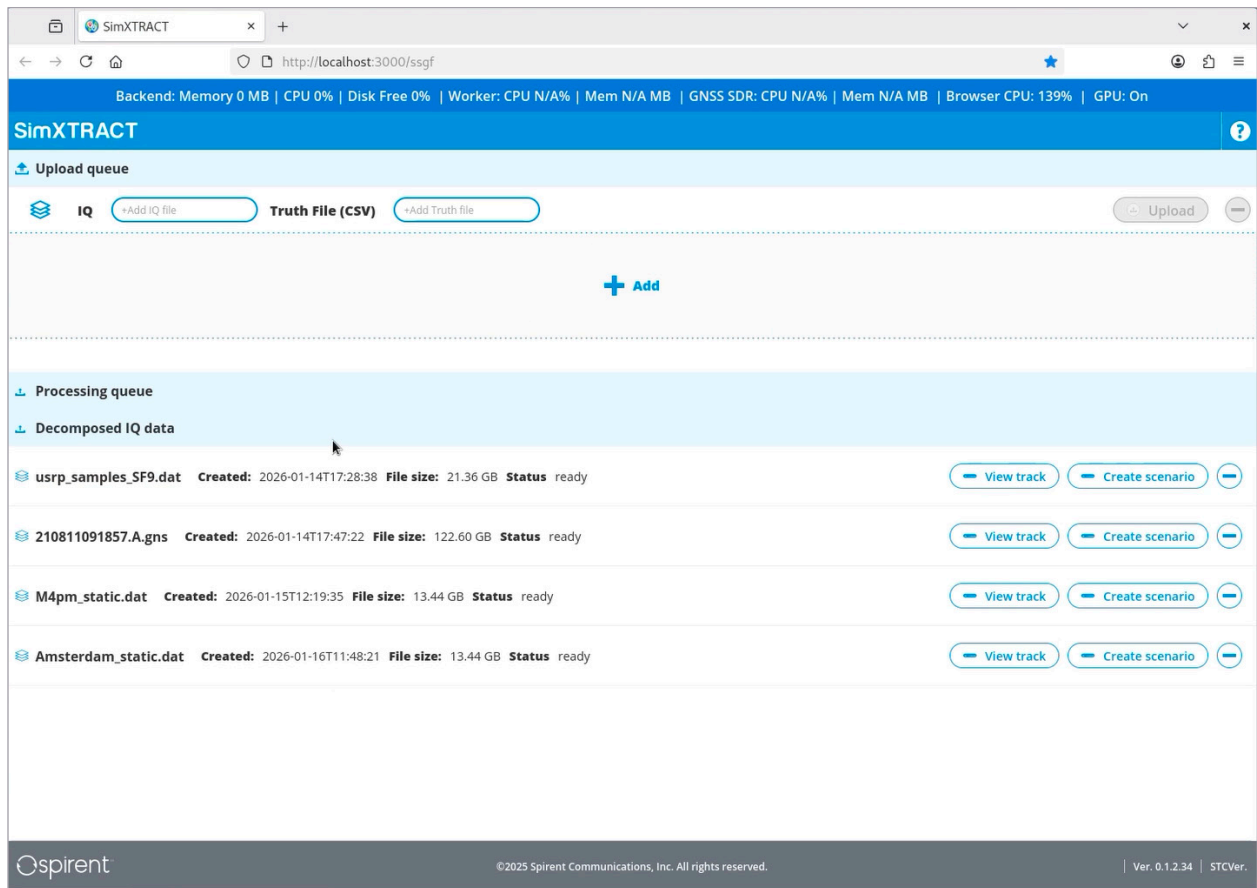 SimXTRACT
http://localhost:3000/ssgf
Backend: Memory 0 MB | CPU 0% | Disk Free 0% | Worker: CPU N/A% | Mem N/A MB | GNSS SDR: CPU N/A% | Mem N/A MB | Browser CPU: 139% | GPU: On
SimXTRACT ?
Upload queue
IQ +Add IQ file Truth File (CSV) +Add Truth file Upload
Add
Processing queue
Decomposed IQ data
usrp_samples_SF9.dat Created: 2026-01-14T17:28:38 File size: 21.36 GB Status ready View track Create scenario
210811091857.A.gns Created: 2026-01-14T17:47:22 File size: 122.60 GB Status ready View track Create scenario
M4pm_static.dat Created: 2026-01-15T12:19:35 File size: 13.44 GB Status ready View track Create scenario
Amsterdam_static.dat Created: 2026-01-16T11:48:21 File size: 13.44 GB Status ready View track Create scenario
spirent ©2025 Spirent Communications, Inc. All rights reserved. | Ver. 0.1.2.34 | STCVer.